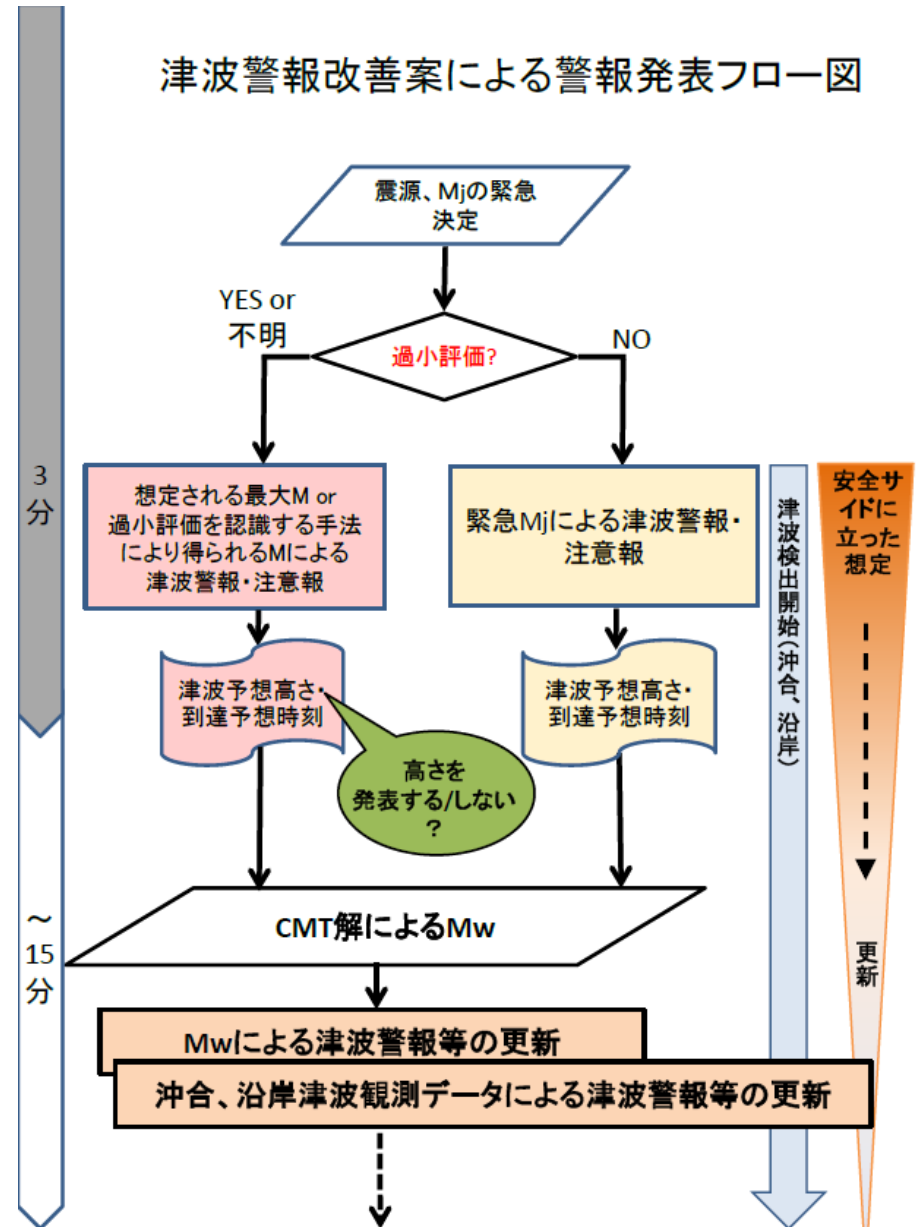 津波警報改善案による警報発表フロー図
震源、Mjの緊急
決定
YES or
不明
過小評価?
NO
3
分
想定される最大M or
過小評価を認識する手法
により得られるMによる
津波警報・注意報
緊急Mjによる津波警報・
注意報
津波検出開始(沖合、沿岸)
安全サ
イドに
立った
想定
津波予想高さ・
到達予想時刻
津波予想高さ・
到達予想時刻
高さを
発表する/しない
?
CMT解によるMw
～
15
分
更新
Mwによる津波警報等の更新
沖合、沿岸津波観測データによる津波警報等の更新